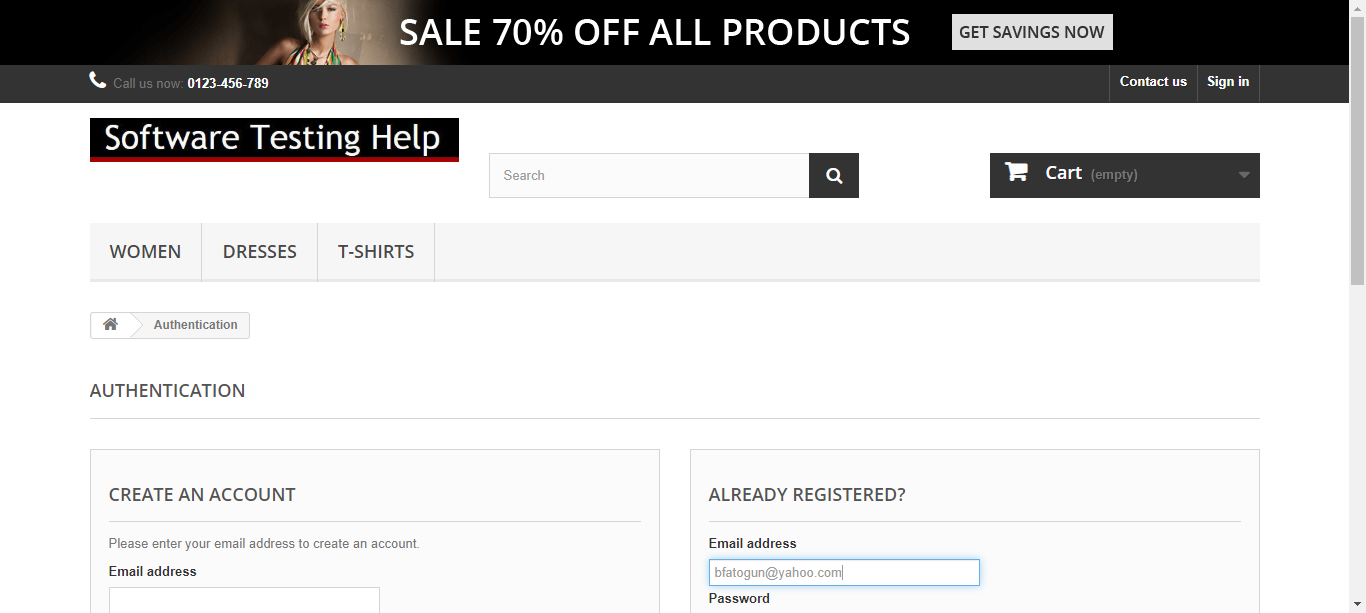 SALE 70% OFF ALL PRODUCTS GET SAVINGS NOW
Call us now: 0123-456-789 Contact us Sign in
Software Testing Help
Search Cart (empty)
WOMEN DRESSES T-SHIRTS
Authentication
AUTHENTICATION
CREATE AN ACCOUNT
Please enter your email address to create an account.
Email address
ALREADY REGISTERED?
Email address
bfatogun@yahoo.com
Password